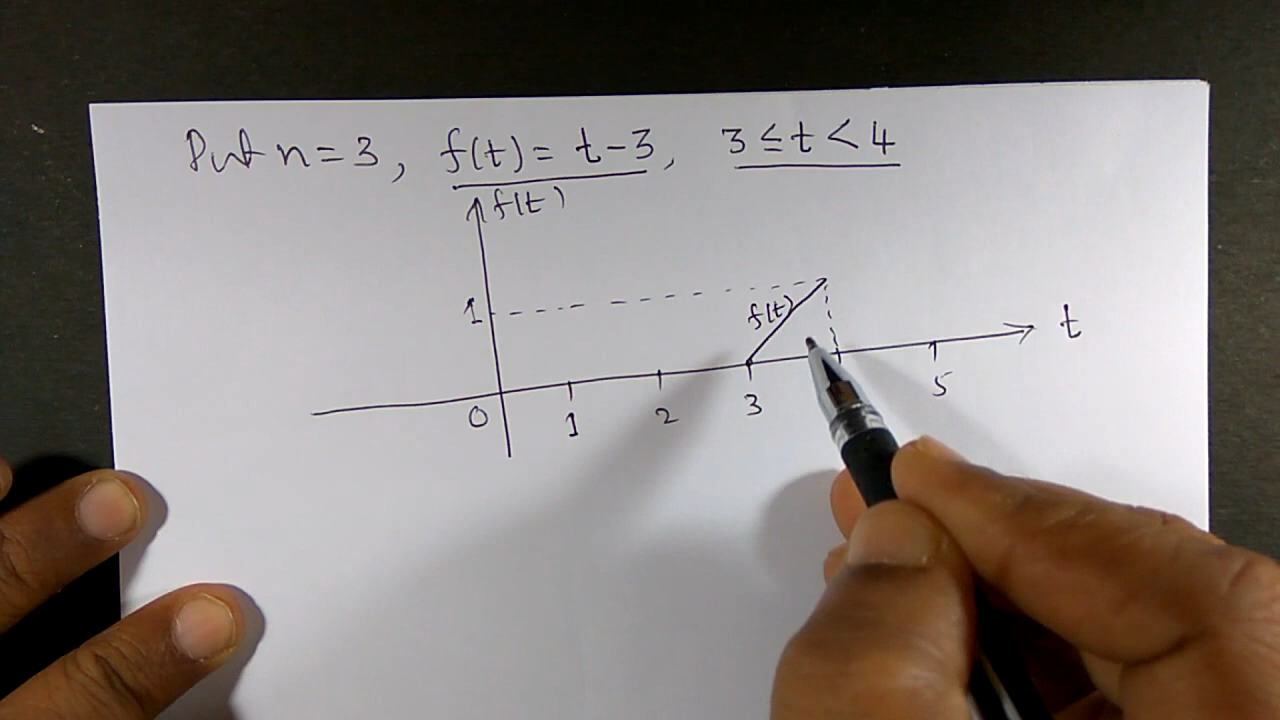 Put n=3, f(t)= t-3, 3≤t<4
f(t)
1
f(t)
t
0 1 2 3 5